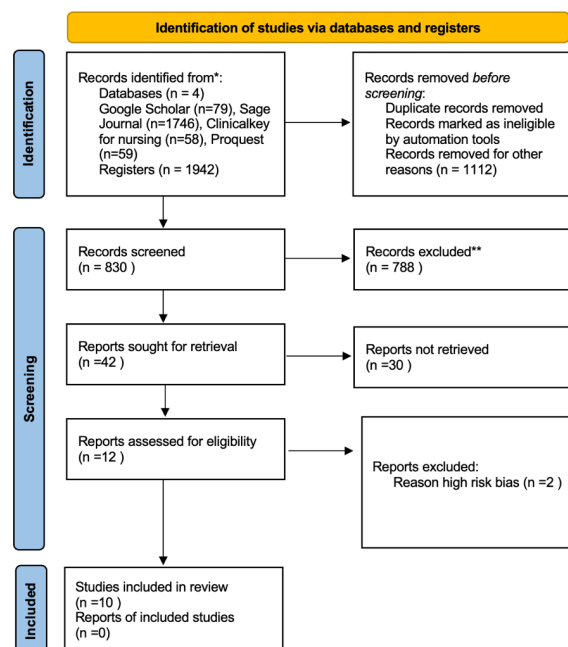 Identification of studies via databases and registers
Identification
Records identified from*:
Databases (n = 4)
Google Scholar (n=79), Sage
Journal (n=1746), Clinicalkey
for nursing (n=58), Proquest
(n=59)
Registers (n = 1942)
Records removed before
screening:
Duplicate records removed
Records marked as ineligible
by automation tools
Records removed for other
reasons (n = 1112)
Screening
Records screened
(n = 830 )
Records excluded**
(n = 788 )
Reports sought for retrieval
(n =42 )
Reports not retrieved
(n =30 )
Reports assessed for eligibility
(n =12 )
Reports excluded:
Reason high risk bias (n =2 )
Included
Studies included in review
(n =10 )
Reports of included studies
(n =0)